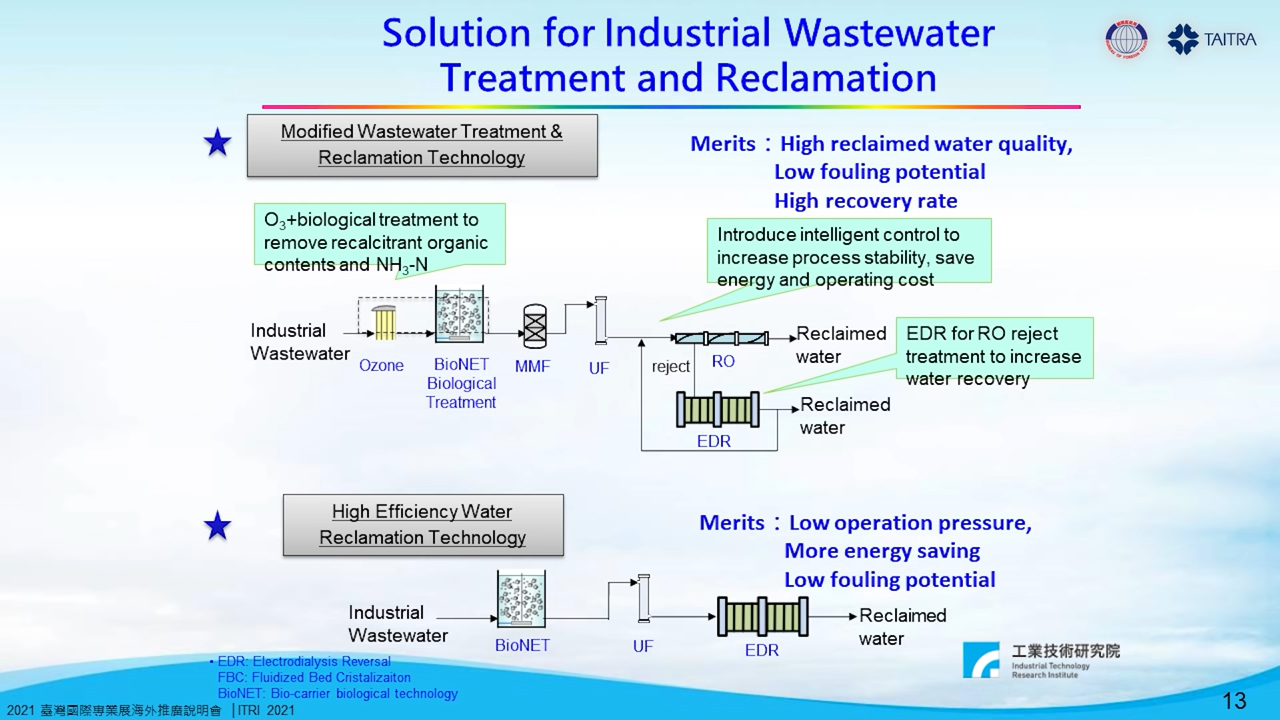 Solution for Industrial Wastewater
Treatment and Reclamation
TAITRA
Modified Wastewater Treatment &
Reclamation Technology
Merits：High reclaimed water quality,
Low fouling potential
High recovery rate
O3+biological treatment to
remove recalcitrant organic
contents and NH3-N
Introduce intelligent control to
increase process stability, save
energy and operating cost
Industrial
Wastewater
Ozone
BioNET
Biological
Treatment
MMF
UF
reject
RO
Reclaimed
water
EDR for RO reject
treatment to increase
water recovery
Reclaimed
water
EDR
High Efficiency Water
Reclamation Technology
Merits：Low operation pressure,
More energy saving
Low fouling potential
Industrial
Wastewater
BioNET
UF
EDR
Reclaimed
water
• EDR: Electrodialysis Reversal
FBC: Fluidized Bed Cristalizaiton
BioNET: Bio-carrier biological technology
工業技術研究院
Industrial Technology
Research Institute
2021 臺灣國際專業展海外推廣說明會 │ITRI 2021
13